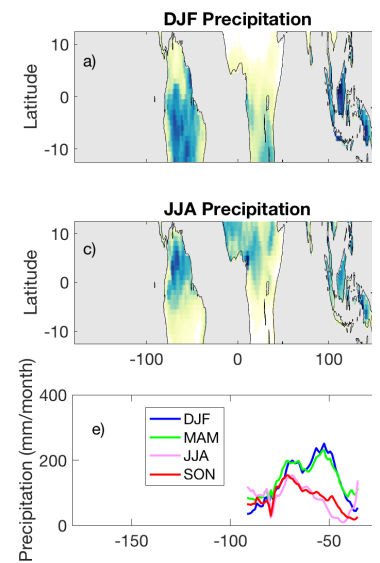 DJF Precipitation
a)
Latitude
10
0
-10
JJA Precipitation
c)
Latitude
10
0
-10
-100 0 100
Precipitation (mm/month)
e)
400
200
0
DJF
MAM
JJA
SON
-150 -100 -50